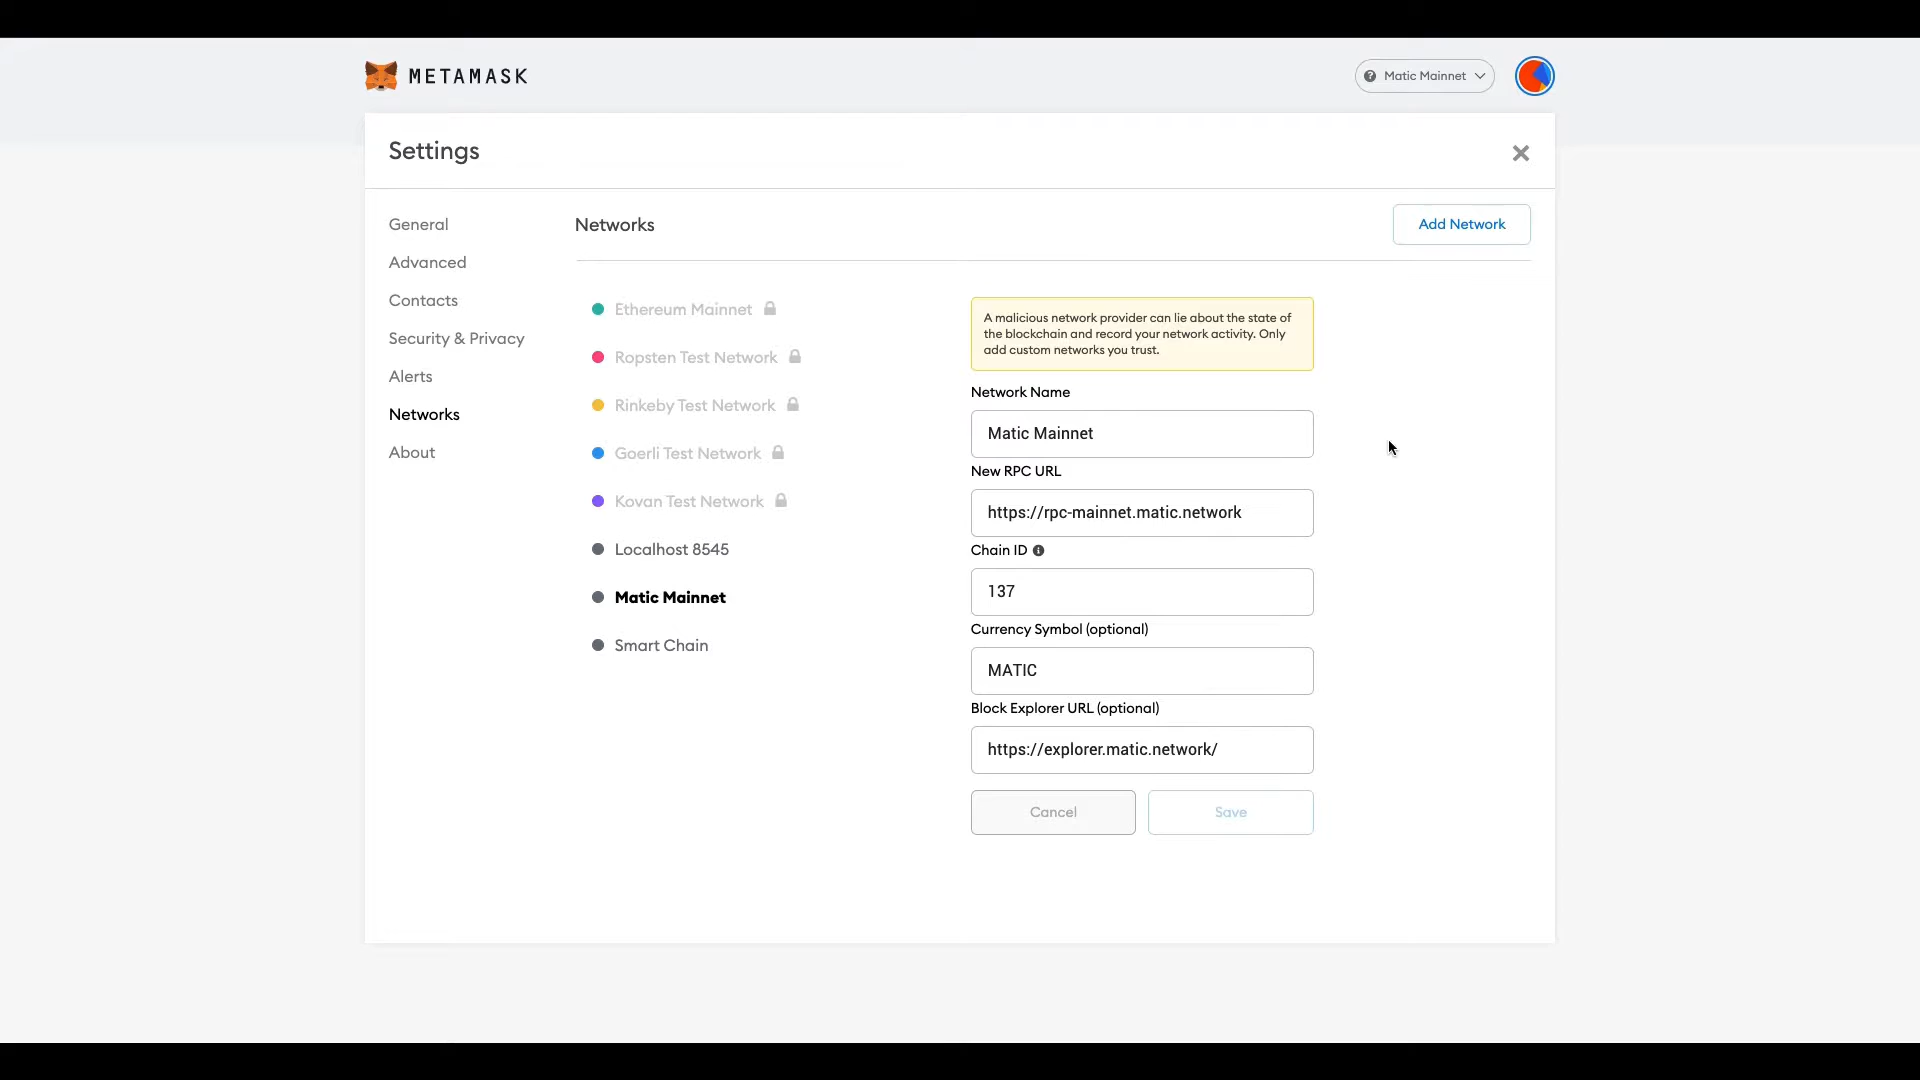 METAMASK
Matic Mainnet
Settings
General
Advanced
Contacts
Security & Privacy
Alerts
Networks
About
Networks
Add Network
Ethereum Mainnet
Ropsten Test Network
Rinkeby Test Network
Goerli Test Network
Kovan Test Network
Localhost 8545
Matic Mainnet
Smart Chain
A malicious network provider can lie about the state of
the blockchain and record your network activity. Only
add custom networks you trust.
Network Name
Matic Mainnet
New RPC URL
https://rpc-mainnet.matic.network
Chain ID
137
Currency Symbol (optional)
MATIC
Block Explorer URL (optional)
https://explorer.matic.network/
Cancel
Save